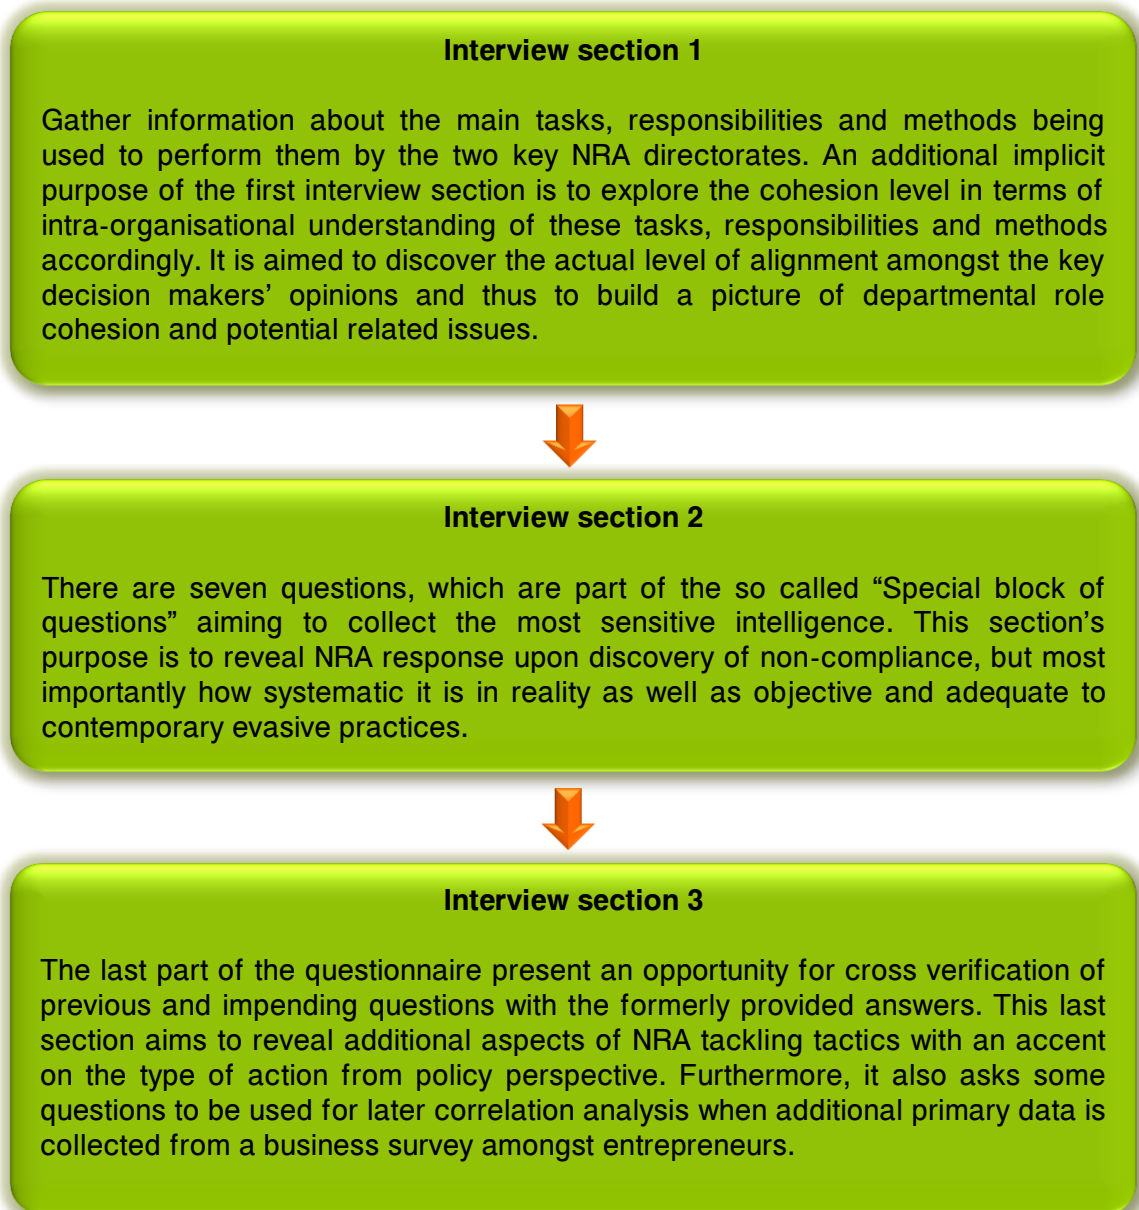 Interview section 1
Gather information about the main tasks, responsibilities and methods being
used to perform them by the two key NRA directorates. An additional implicit
purpose of the first interview section is to explore the cohesion level in terms of
intra-organisational understanding of these tasks, responsibilities and methods
accordingly. It is aimed to discover the actual level of alignment amongst the key
decision makers’ opinions and thus to build a picture of departmental role
cohesion and potential related issues.
Interview section 2
There are seven questions, which are part of the so called “Special block of
questions” aiming to collect the most sensitive intelligence. This section’s
purpose is to reveal NRA response upon discovery of non-compliance, but most
importantly how systematic it is in reality as well as objective and adequate to
contemporary evasive practices.
Interview section 3
The last part of the questionnaire present an opportunity for cross verification of
previous and impending questions with the formerly provided answers. This last
section aims to reveal additional aspects of NRA tackling tactics with an accent
on the type of action from policy perspective. Furthermore, it also asks some
questions to be used for later correlation analysis when additional primary data is
collected from a business survey amongst entrepreneurs.